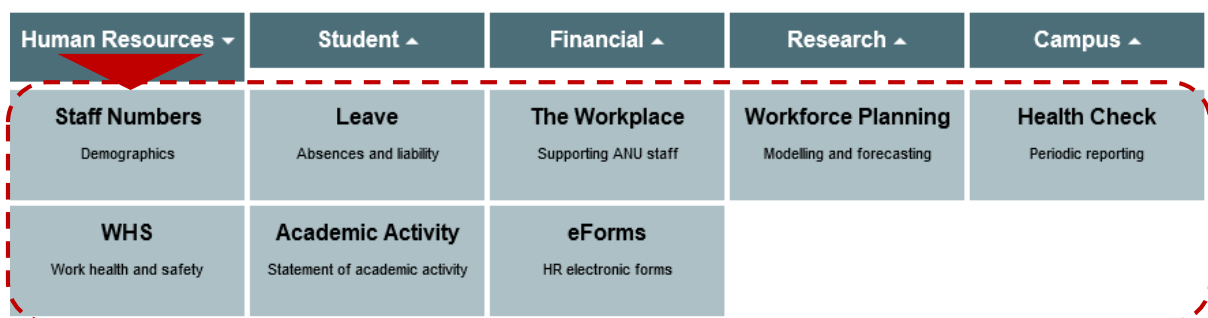 Human Resources
Student
Financial
Research
Campus
Staff Numbers
Demographics
Leave
Absences and liability
The Workplace
Supporting ANU staff
Workforce Planning
Modelling and forecasting
Health Check
Periodic reporting
WHS
Work health and safety
Academic Activity
Statement of academic activity
eForms
HR electronic forms